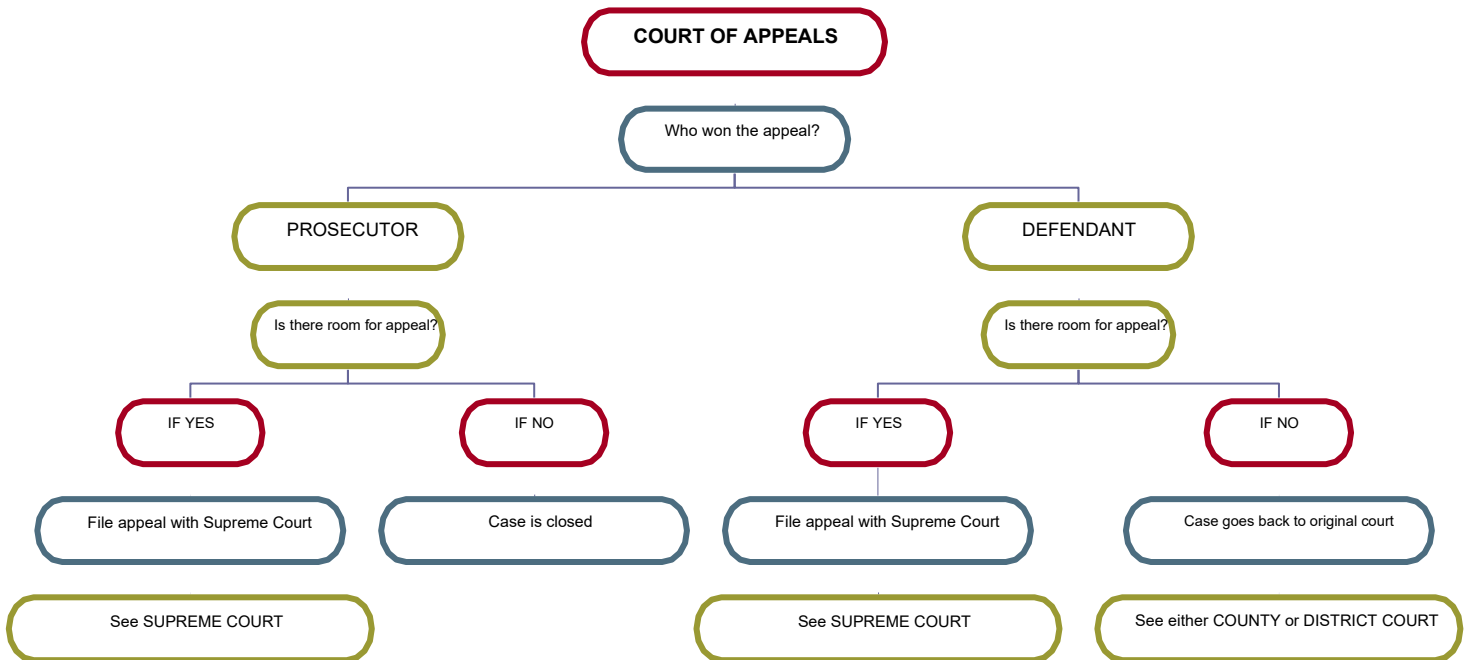 COURT OF APPEALS
Who won the appeal?
PROSECUTOR
DEFENDANT
Is there room for appeal?
Is there room for appeal?
IF YES
IF NO
IF YES
IF NO
File appeal with Supreme Court
Case is closed
File appeal with Supreme Court
Case goes back to original court
See SUPREME COURT
See SUPREME COURT
See either COUNTY or DISTRICT COURT